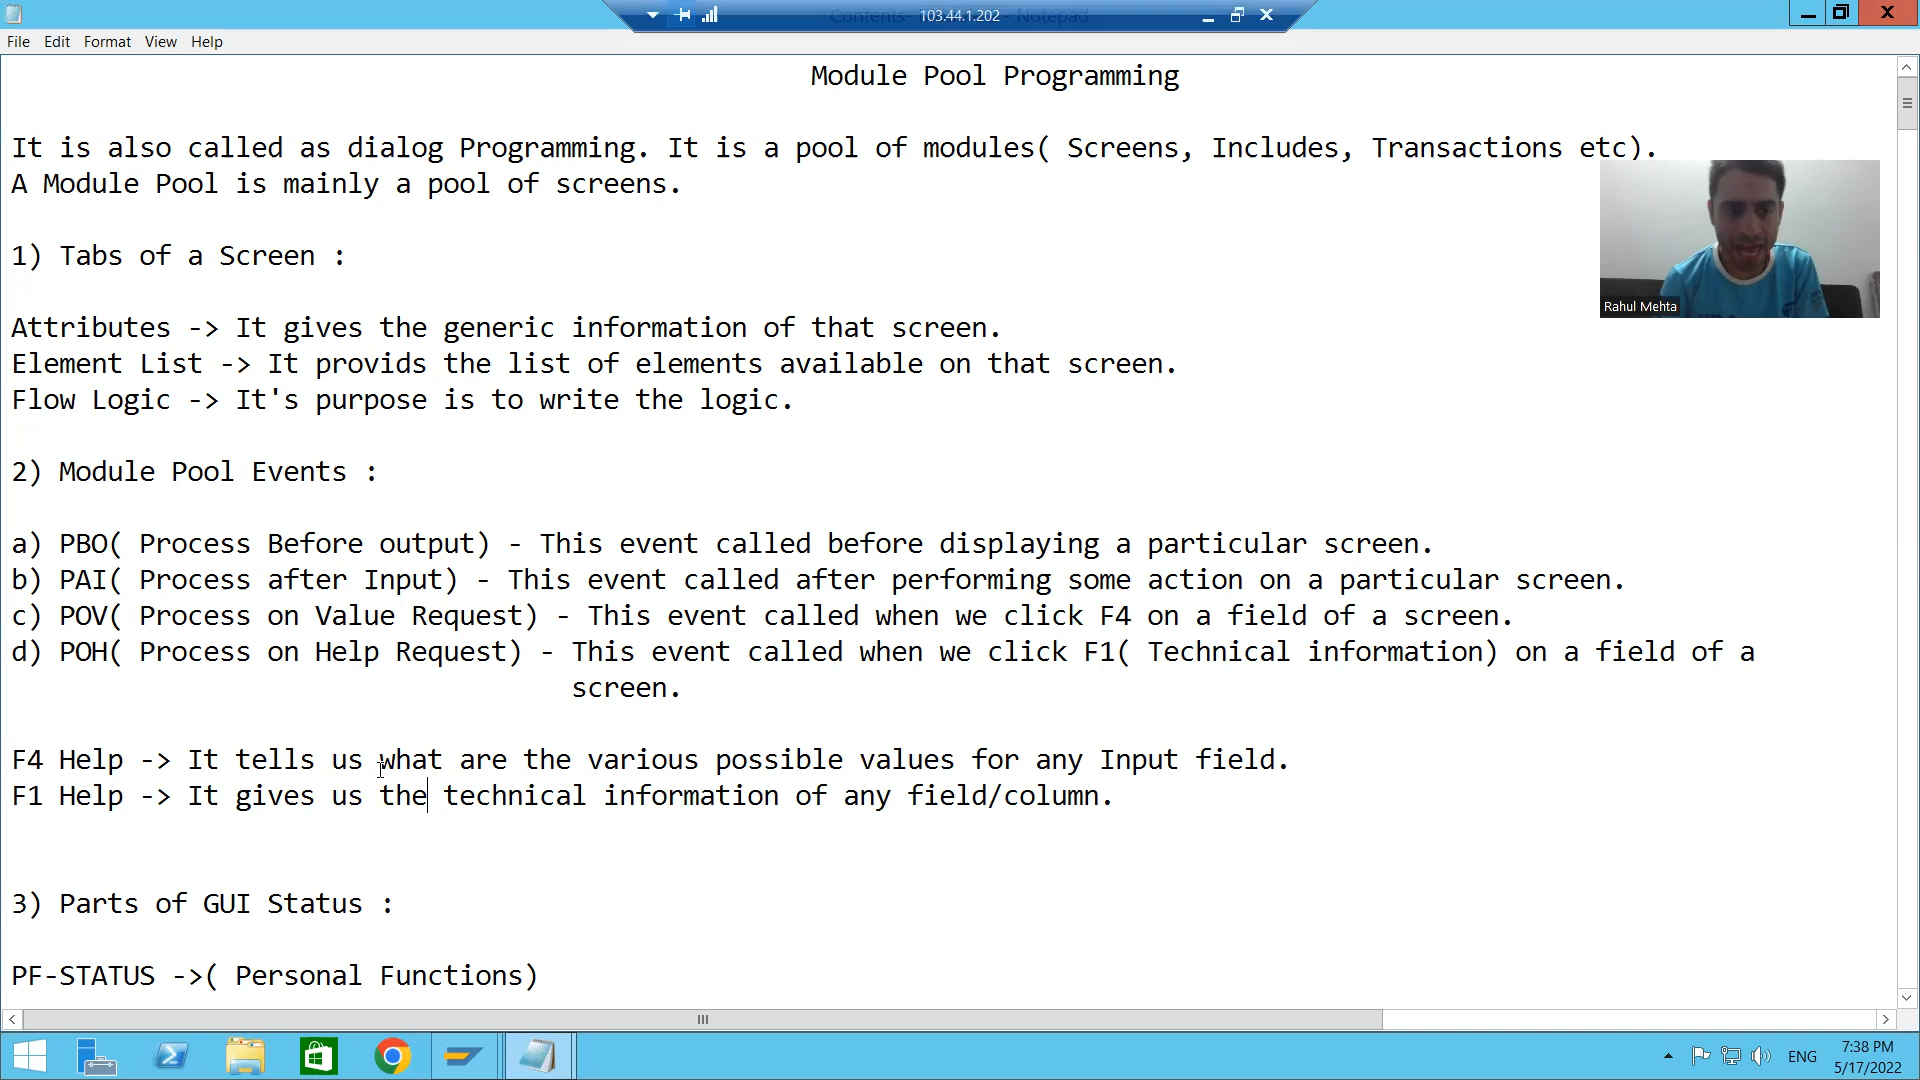 Contents- - Notepad
103.44.1.202
File Edit Format View Help
Module Pool Programming
It is also called as dialog Programming. It is a pool of modules( Screens, Includes, Transactions etc).
A Module Pool is mainly a pool of screens.
1) Tabs of a Screen :
Attributes -> It gives the generic information of that screen.
Element List -> It provids the list of elements available on that screen.
Flow Logic -> It's purpose is to write the logic.
2) Module Pool Events :
a) PBO( Process Before output) - This event called before displaying a particular screen.
b) PAI( Process after Input) - This event called after performing some action on a particular screen.
c) POV( Process on Value Request) - This event called when we click F4 on a field of a screen.
d) POH( Process on Help Request) - This event called when we click F1( Technical information) on a field of a
screen.
F4 Help -> It tells us what are the various possible values for any Input field.
F1 Help -> It gives us the technical information of any field/column.
3) Parts of GUI Status :
PF-STATUS ->( Personal Functions)
Rahul Mehta
ENG
7:38 PM
5/17/2022